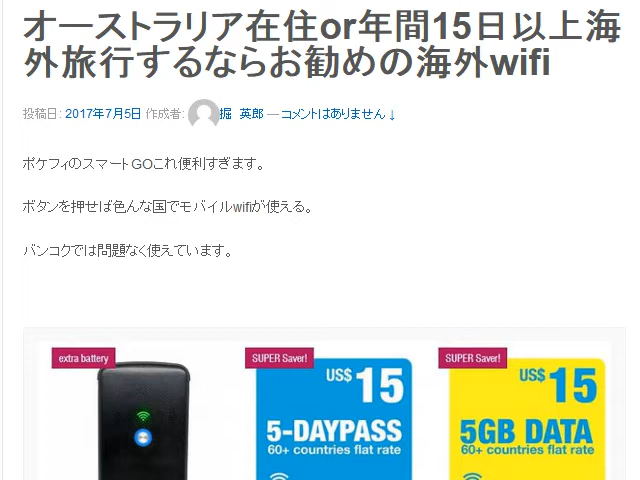 オーストラリア在住or年間15日以上海
外旅行するならお勧めの海外wifi
投稿日: 2017年7月5日 作成者: 掘 英郎 — コメントはありません ↓
ポケフィのスマートGOこれ便利すぎます。
ボタンを押せば色んな国でモバイルwifiが使える。
バンコクでは問題なく使えています。
extra battery
SUPER Saver!
US$ 15
5-DAYPASS
60+ countries flat rate
SUPER Saver!
US$ 15
5GB DATA
60+ countries flat rate